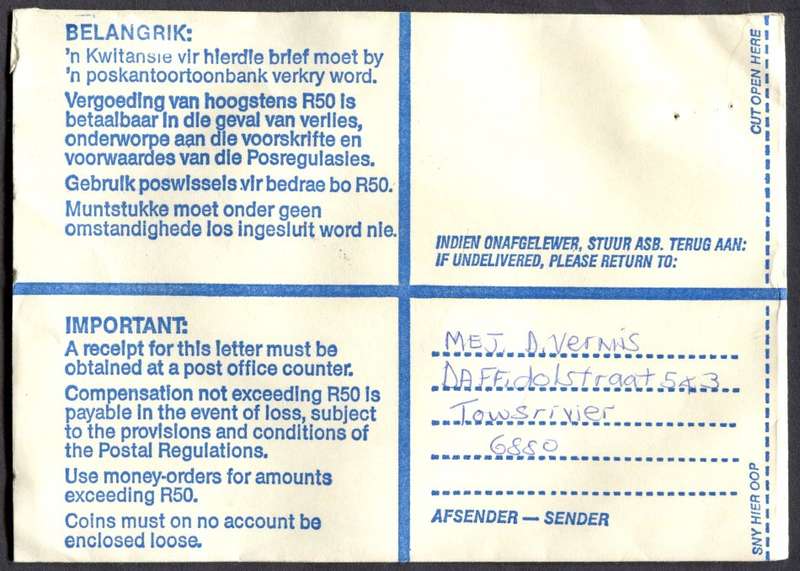 BELANGRIK:
'n Kwitansie vir hierdie brief moet by
'n poskantoortoonbank verkry word.
Vergoeding van hoogstens R50 is
betaalbaar in die geval van verlies,
onderworpe aan die voorskrifte en
voorwaardes van die Posregulasies.
Gebruik poswissels vir bedrae bo R50.
Muntstukke moet onder geen
omstandighede los ingesluit word nie.
CUT OPEN HERE
INDIEN ONAFGELEWER, STUUR ASB. TERUG AAN:
IF UNDELIVERED, PLEASE RETURN TO:
IMPORTANT:
A receipt for this letter must be
obtained at a post office counter.
Compensation not exceeding R50 is
payable in the event of loss, subject
to the provisions and conditions of
the Postal Regulations.
Use money-orders for amounts
exceeding R50.
Coins must on no account be
enclosed loose.
MEJ. D. Vernis
DAFFidolstraat 543
Towsrivier
6880
AFSENDER — SENDER
SNY HIER OOP